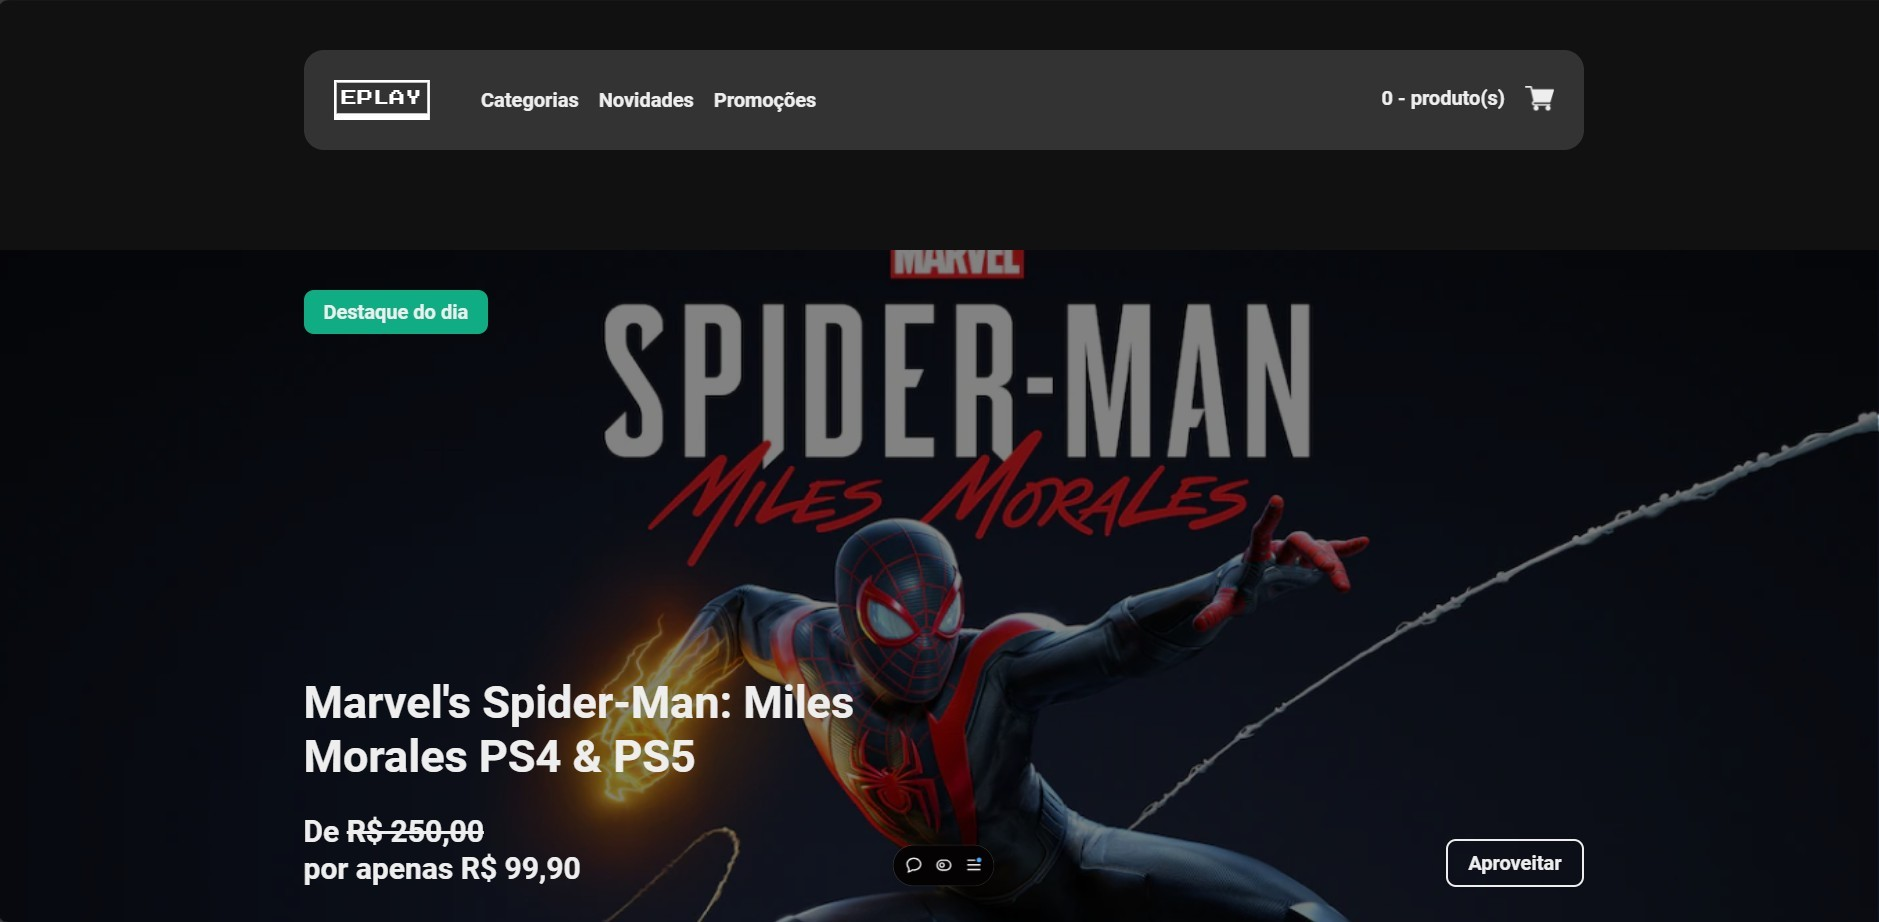 EPLAY
Categorias Novidades Promoções
0 - produto(s)
MARVEL
Destaque do dia
SPIDER-MAN
MILES MORALES
Marvel's Spider-Man: Miles
Morales PS4 & PS5
De R$ 250,00
por apenas R$ 99,90
Aproveitar